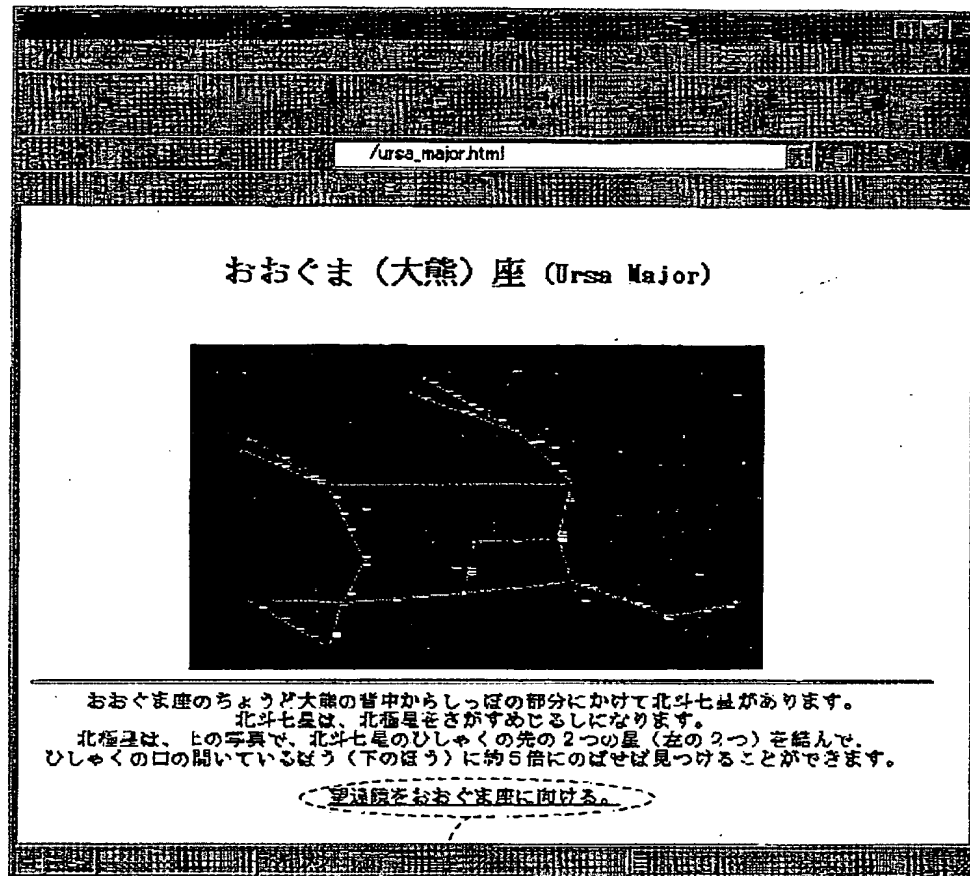 /ursa_major.html
おおぐま（大熊）座 (Ursa Major)
おおぐま座のちょうど大熊の背中からしっぽの部分にかけて北斗七星があります。
北斗七星は、北極星をさがすめじるしになります。
北極星は、上の写真で、北斗七星のひしゃくの先の２つの星（左の２つ）を結んで、
ひしゃくの口の開いているほう（下のほう）に約５倍にのばせば見つけることができます。
望遠鏡をおおぐま座に向ける。